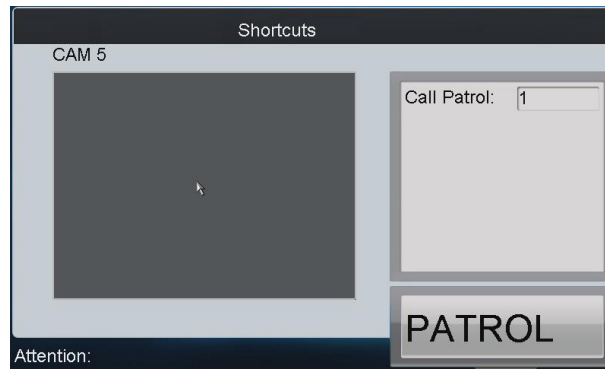 Shortcuts
CAM 5
Call Patrol: 1
PATROL
Attention: